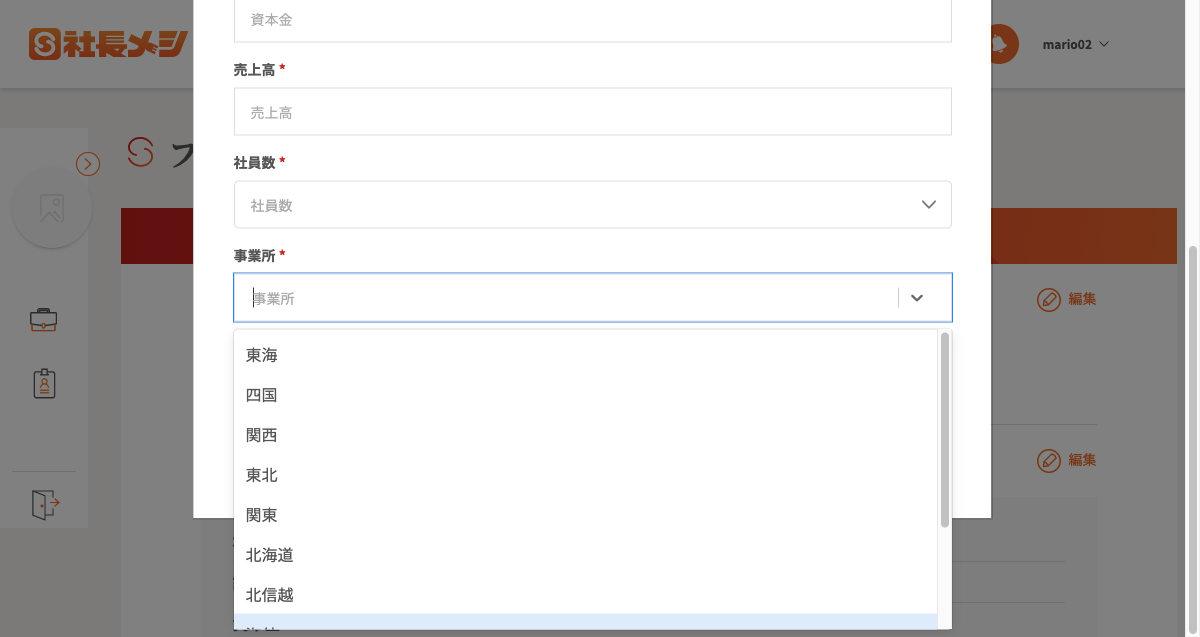 資本金
社長メシ
mario02
売上高 *
売上高
社員数 *
社員数
事業所 *
事業所
編集
東海
四国
関西
東北
関東
北海道
北信越
編集